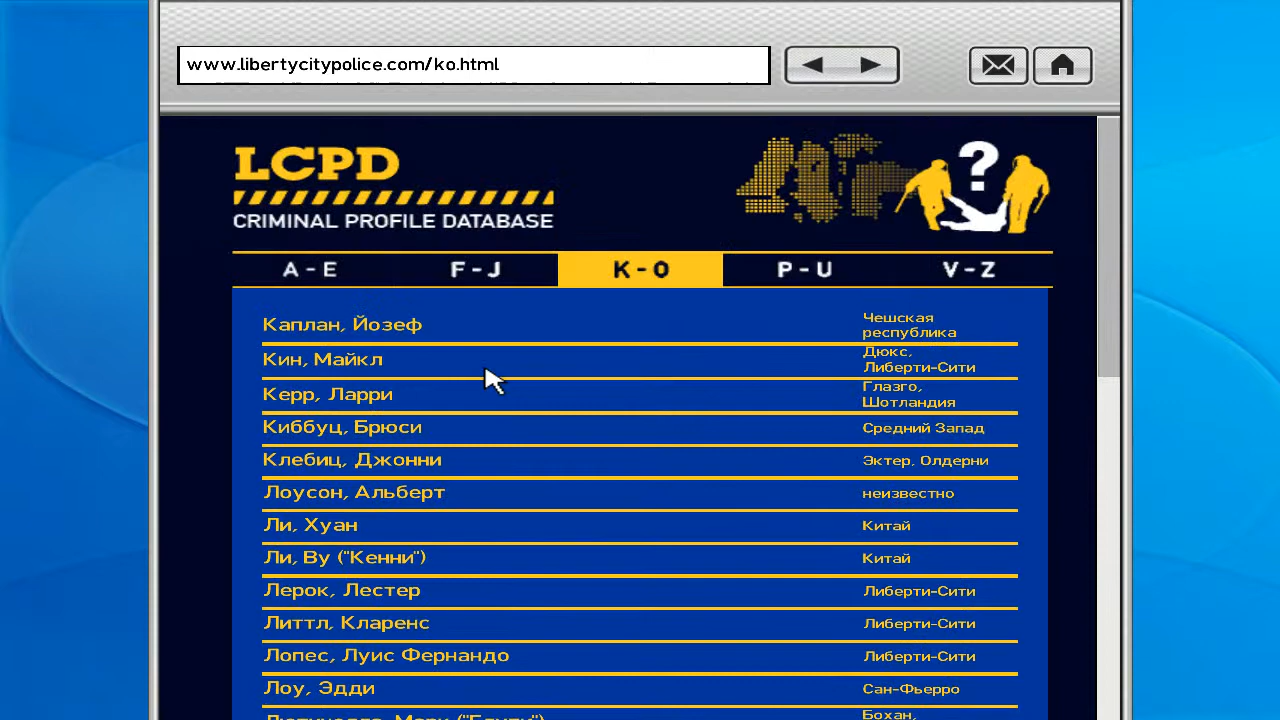 www.libertycitypolice.com/ko.html
LCPD
?
CRIMINAL PROFILE DATABASE
A - E F - J K - O P - U V - Z
Каплан, Йозеф Чешская
республика
Кин, Майкл Дюкс,
Либерти-Сити
Керр, Ларри Глазго,
Шотландия
Киббуц, Брюси Средний Запад
Клебиц, Джонни Эктер, Олдерни
Лоусон, Альберт неизвестно
Ли, Хуан Китай
Ли, Ву ("Кенни") Китай
Лерок, Лестер Либерти-Сити
Литтл, Кларенс Либерти-Сити
Лопес, Луис Фернандо Либерти-Сити
Лоу, Эдди Сан-Фьерро
Бохан,